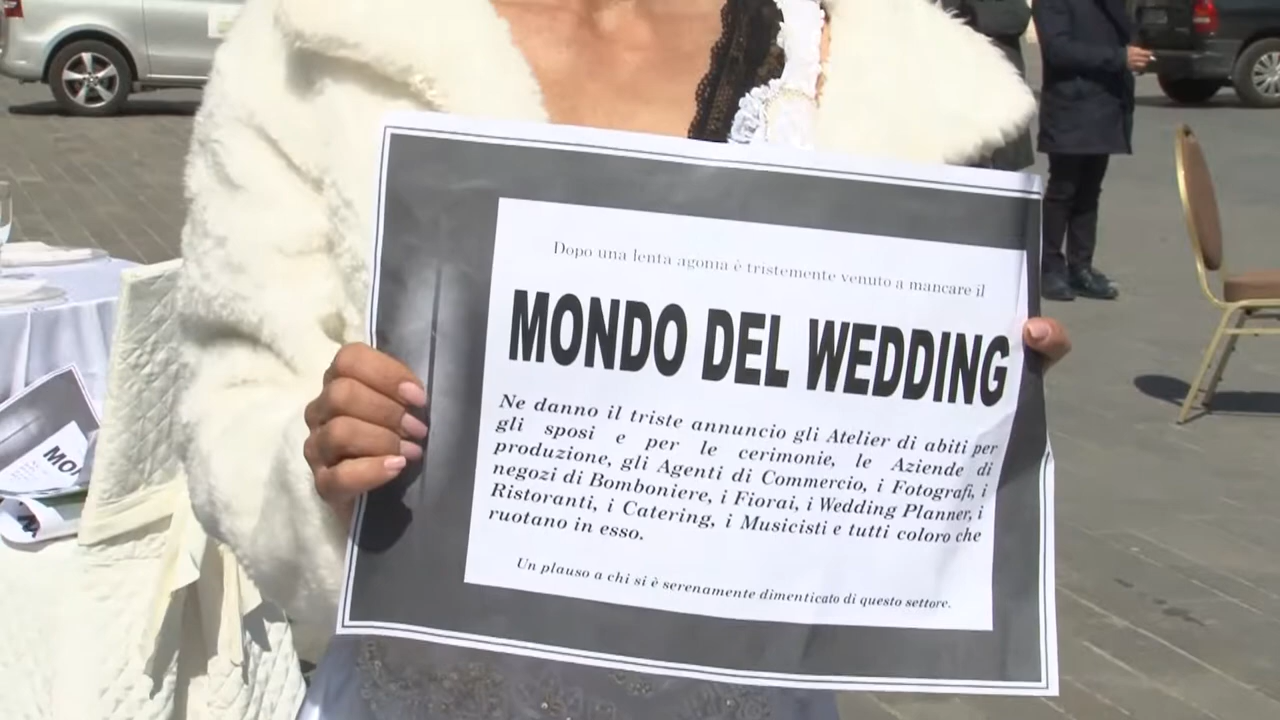 Dopo una lenta agonia è tristemente venuto a mancare il
MONDO DEL WEDDING
Ne danno il triste annuncio gli Atelier di abiti per
gli sposi e per le cerimonie, le Aziende di
produzione, gli Agenti di Commercio, i Fotografi, i
negozi di Bomboniere, i Fiorai, i Wedding Planner, i
Ristoranti, i Catering, i Musicisti e tutti coloro che
ruotano in esso.
Un plauso a chi si è serenamente dimenticato di questo settore.
MO